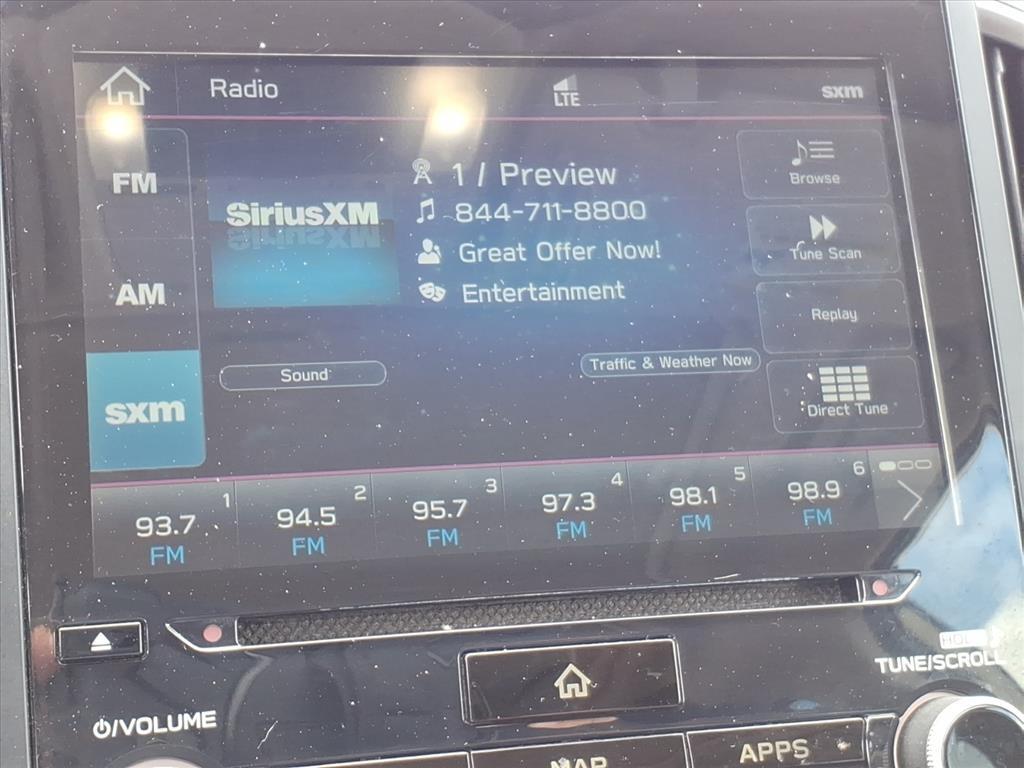 Radio
LTE
sxm
FM
AM
sxm
SiriusXM
1 / Preview
844-711-8800
Great Offer Now!
Entertainment
Browse
Tune Scan
Replay
Direct Tune
Sound
Traffic & Weather Now
1
93.7
FM
2
94.5
FM
3
95.7
FM
4
97.3
FM
5
98.1
FM
6
98.9
FM
TUNE/SCROLL
/VOLUME
MAP
APPS